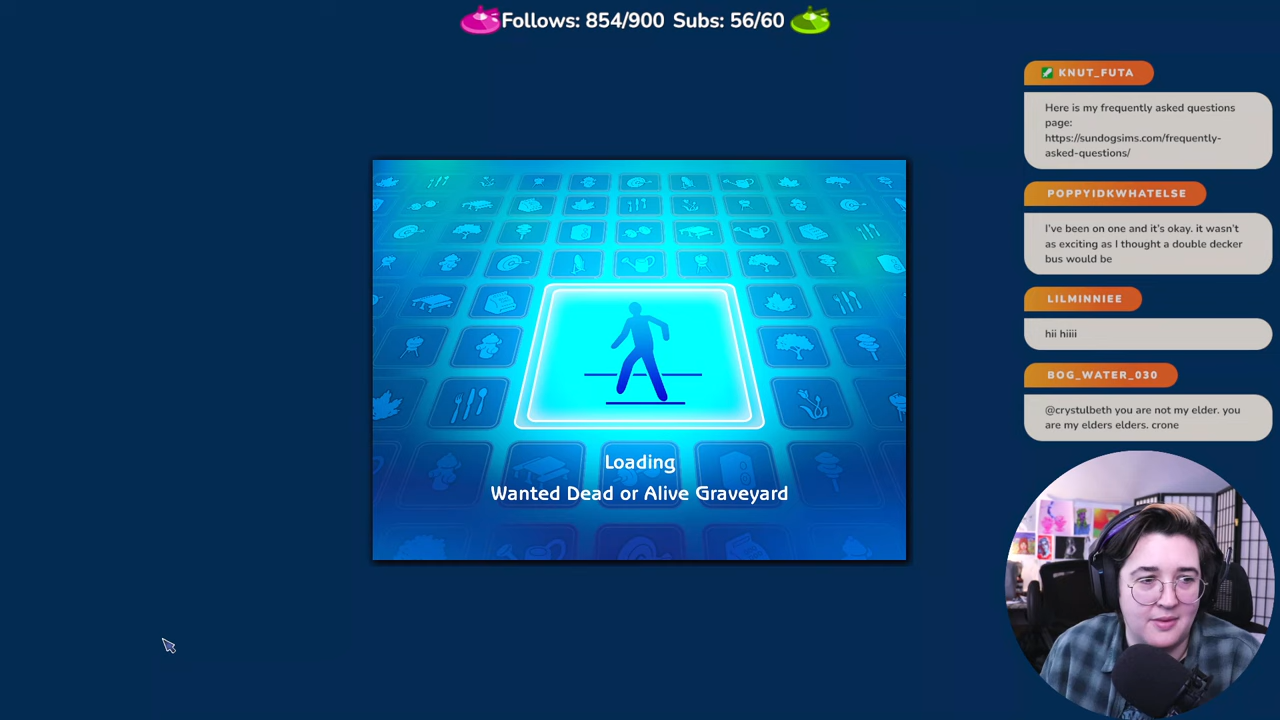 Follows: 854/900 Subs: 56/60
KNUT_FUTA
Here is my frequently asked questions
page:
https://sundogsims.com/frequently-
asked-questions/
POPPYIDKWHATELSE
I've been on one and it's okay. it wasn't
as exciting as I thought a double decker
bus would be
LILMINNIEE
hii hiiii
BOG_WATER_030
@crystulbeth you are not my elder. you
are my elders elders. crone
Loading
Wanted Dead or Alive Graveyard